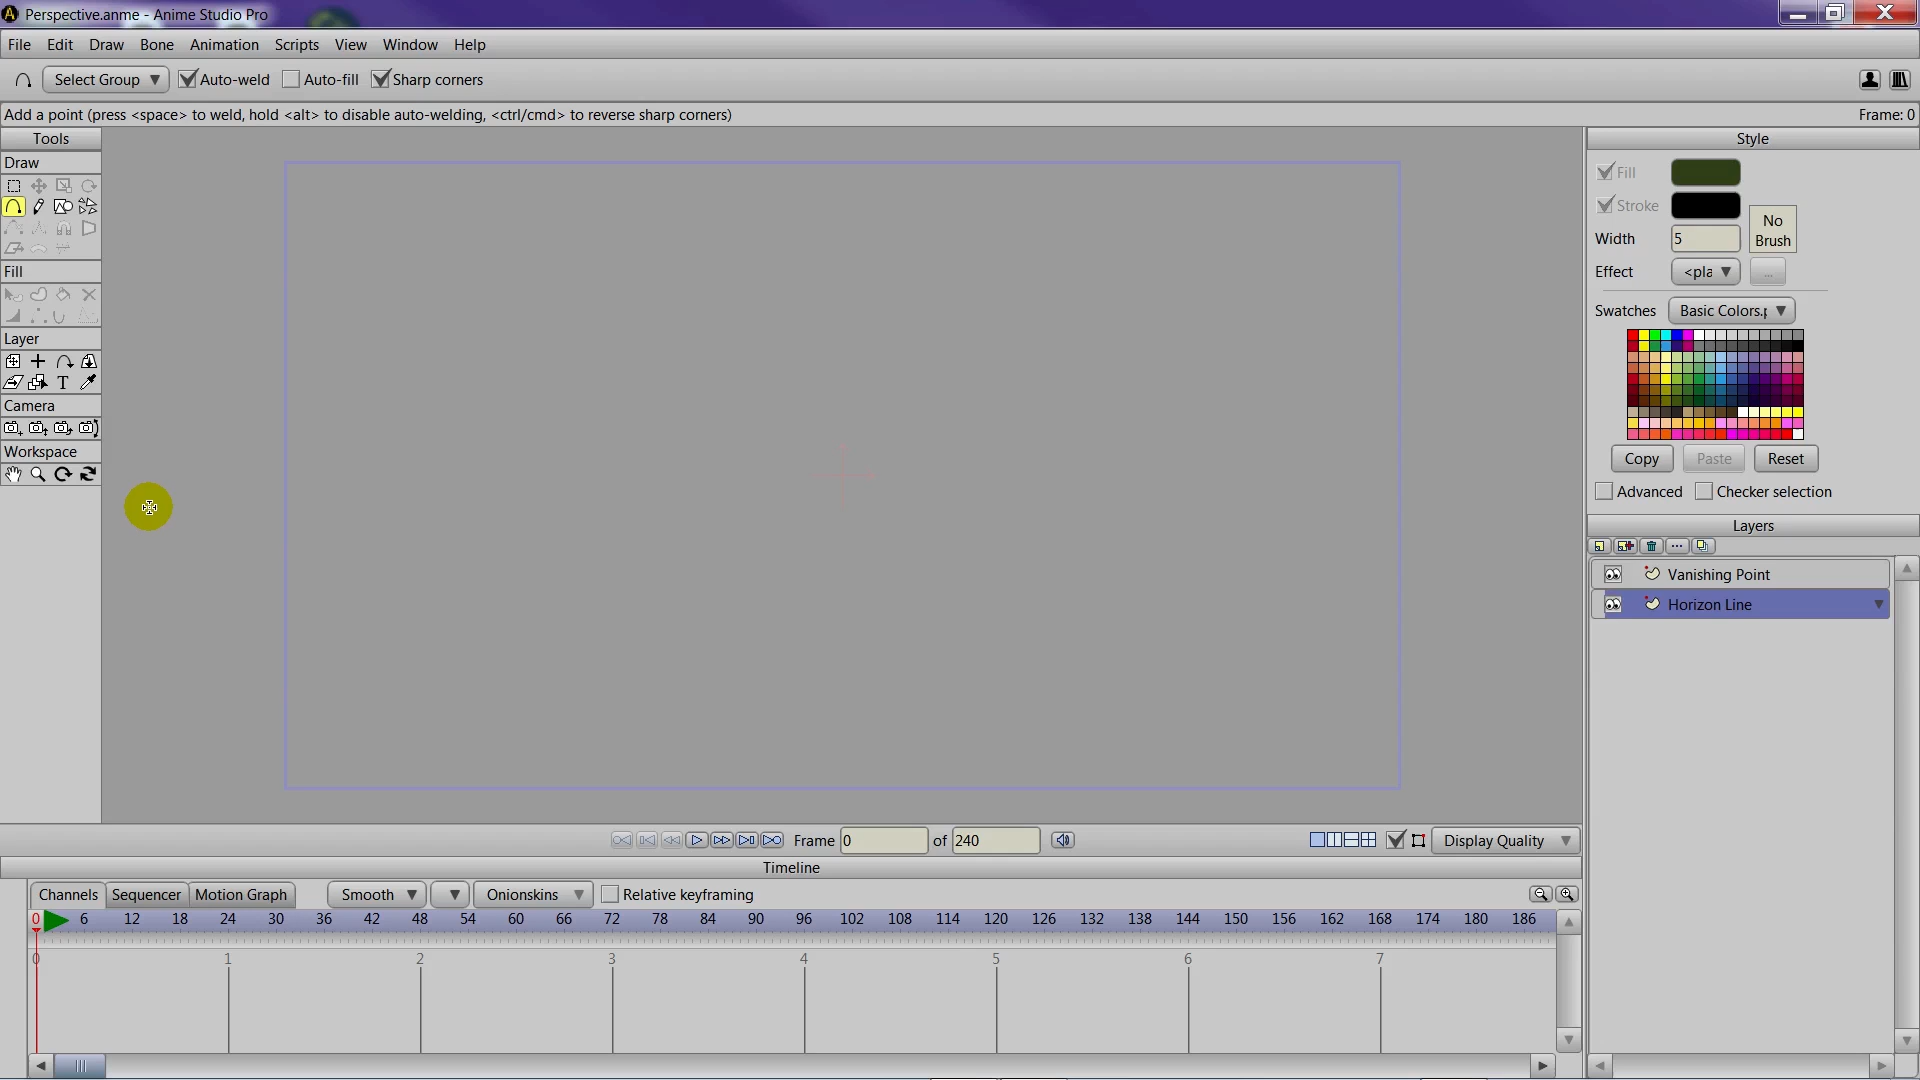 Perspective.anme - Anime Studio Pro
File Edit Draw Bone Animation Scripts View Window Help
Select Group Auto-weld Auto-fill Sharp corners
Add a point (press <space> to weld, hold <alt> to disable auto-welding, <ctrl/cmd> to reverse sharp corners) Frame: 0
Tools
Draw
Fill
Layer
T
Camera
Workspace
Style
Fill
Stroke
No
Brush
Width 5
Effect <pla ...
Swatches Basic Colors.p
Copy Paste Reset
Advanced Checker selection
Layers
Vanishing Point
Horizon Line
Frame 0 of 240 Display Quality
Timeline
Channels Sequencer Motion Graph Smooth Onionskins Relative keyframing
0 6 12 18 24 30 36 42 48 54 60 66 72 78 84 90 96 102 108 114 120 126 132 138 144 150 156 162 168 174 180 186
0 1 2 3 4 5 6 7